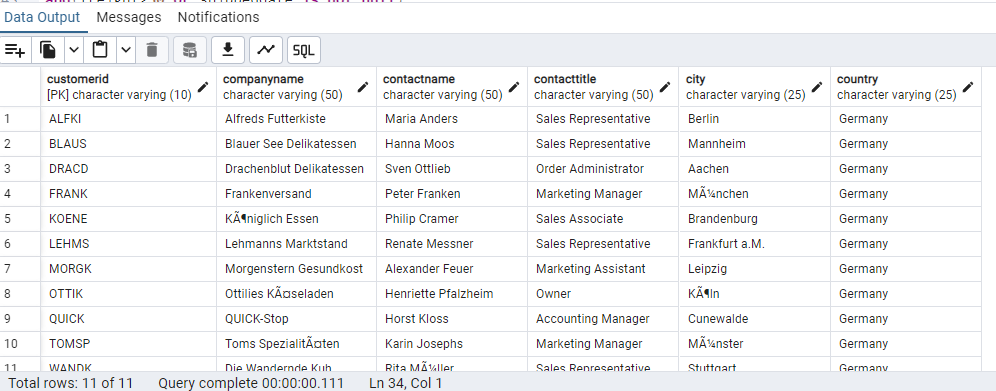 Data Output Messages Notifications
SQL
customerid companyname contactname contacttitle city country
[PK] character varying (10) character varying (50) character varying (50) character varying (50) character varying (25) character varying (25)
1 ALFKI Alfreds Futterkiste Maria Anders Sales Representative Berlin Germany
2 BLAUS Blauer See Delikatessen Hanna Moos Sales Representative Mannheim Germany
3 DRACD Drachenblut Delikatessen Sven Ottlieb Order Administrator Aachen Germany
4 FRANK Frankenversand Peter Franken Marketing Manager MÃ¼nchen Germany
5 KOENE KÃ¶niglich Essen Philip Cramer Sales Associate Brandenburg Germany
6 LEHMS Lehmanns Marktstand Renate Messner Sales Representative Frankfurt a.M. Germany
7 MORGK Morgenstern Gesundkost Alexander Feuer Marketing Assistant Leipzig Germany
8 OTTIK Ottilies KÃ¤seladen Henriette Pfalzheim Owner KÃ¶ln Germany
9 QUICK QUICK-Stop Horst Kloss Accounting Manager Cunewalde Germany
10 TOMSP Toms SpezialitÃ¤ten Karin Josephs Marketing Manager MÃ¼nster Germany
11 WANDK Die Wandernde Kuh Rita MÃ¼ller Sales Representative Stuttgart Germany
Total rows: 11 of 11 Query complete 00:00:00.111 Ln 34, Col 1